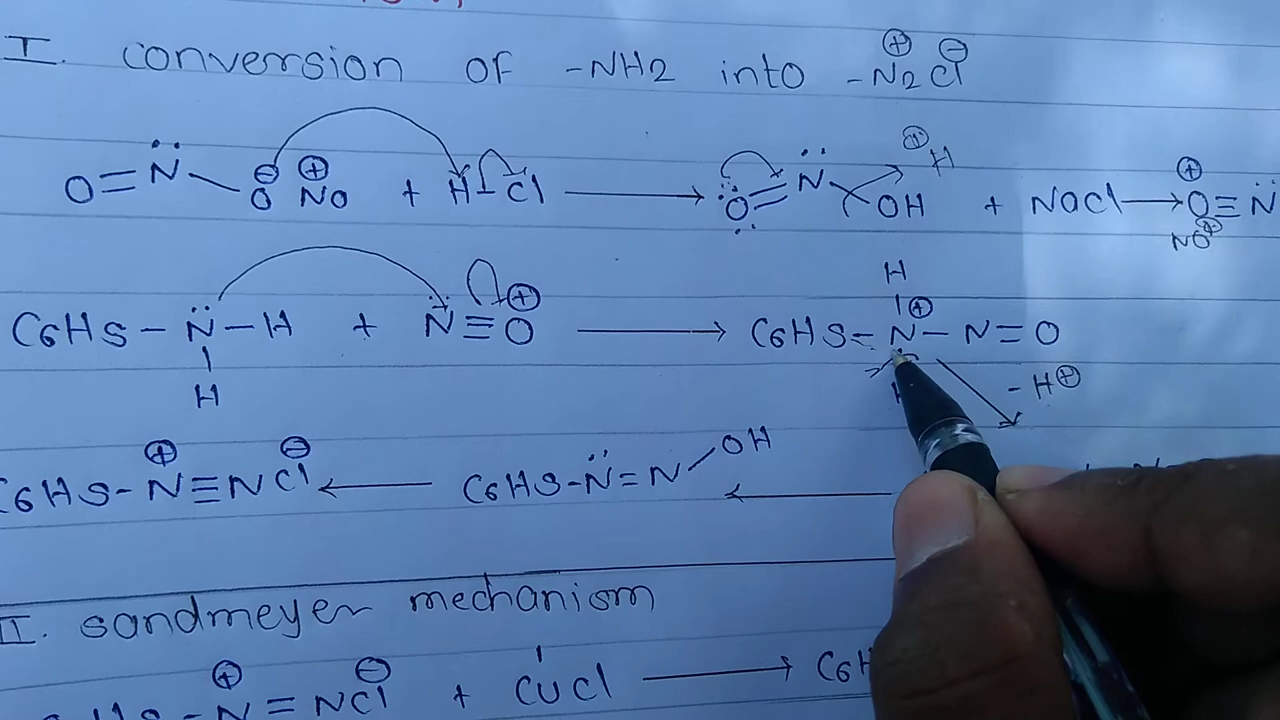 I. conversion of -NH2 into -N2⊕Cl⊖
O=N̈-O⊖ No⊕ + H-Cl → Ö=N̈-OH ⊕H + NaCl → ⊕O≡N̈
NO⊕
H
C6H5-N̈-H + N̈≡O⊕ → C6H5-N⊕-N=O
H H -H⊕
C6H5-N⊕≡NCl⊖ ← C6H5-N̈=N-OH ←
II. sandmeyer mechanism
C6H5-N⊕≡NCl⊖ + CuCl → C6H